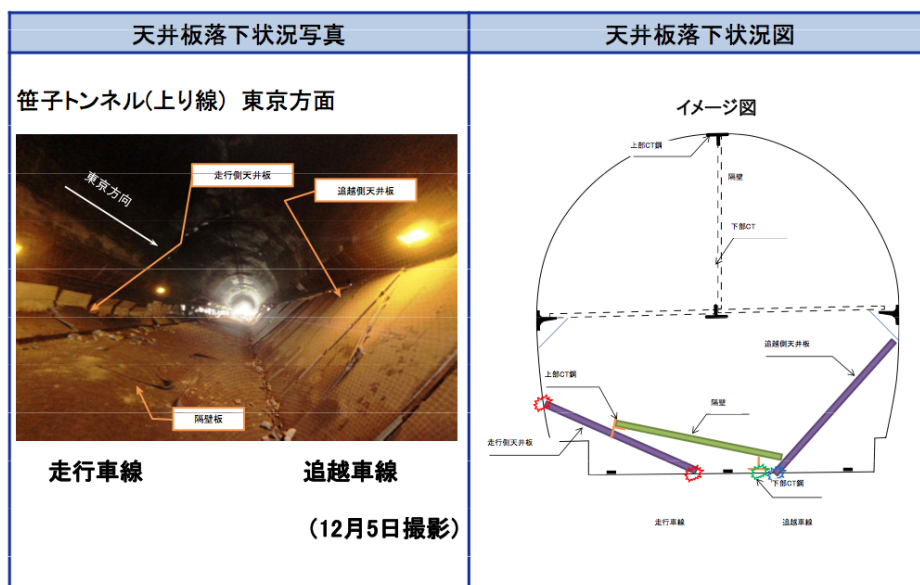 天井板落下状況写真
笹子トンネル(上り線) 東京方面
東京方向
走行側天井板
追越側天井板
隔壁板
走行車線 追越車線
(12月5日撮影)
天井板落下状況図
イメージ図
上部CT鋼
隔壁
下部CT
追越側天井板
上部CT鋼
隔壁
走行側天井板
下部CT鋼
走行車線 追越車線